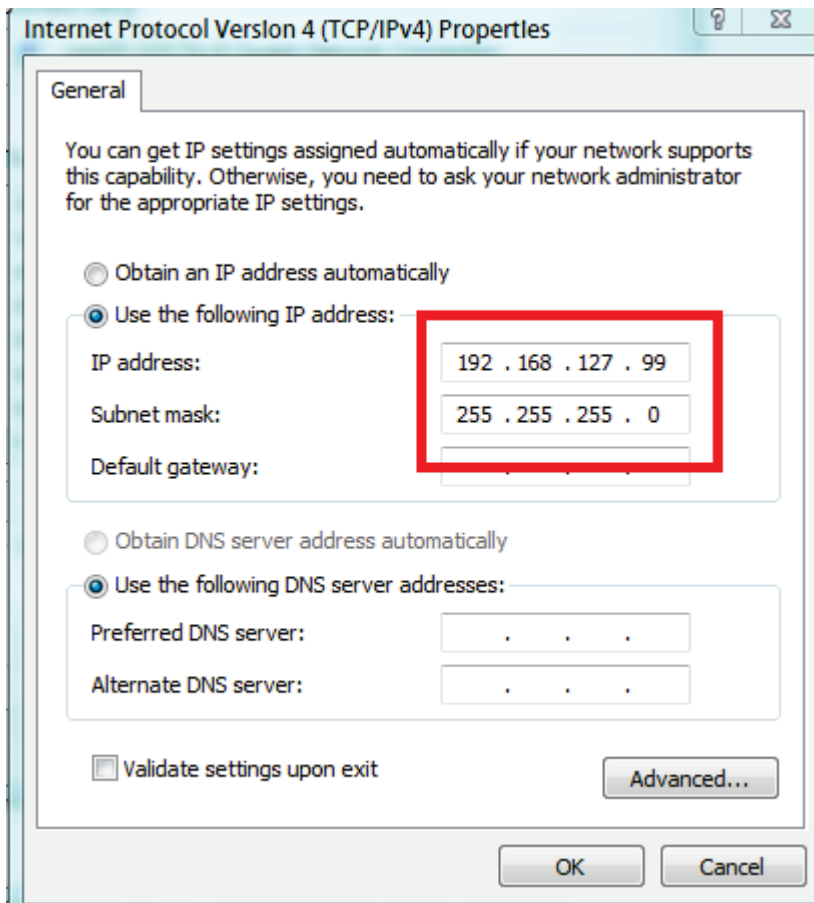 Internet Protocol Version 4 (TCP/IPv4) Properties
General
You can get IP settings assigned automatically if your network supports
this capability. Otherwise, you need to ask your network administrator
for the appropriate IP settings.
Obtain an IP address automatically
Use the following IP address:
IP address: 192 . 168 . 127 . 99
Subnet mask: 255 . 255 . 255 . 0
Default gateway:
Obtain DNS server address automatically
Use the following DNS server addresses:
Preferred DNS server: . . .
Alternate DNS server: . . .
Validate settings upon exit
Advanced...
OK Cancel